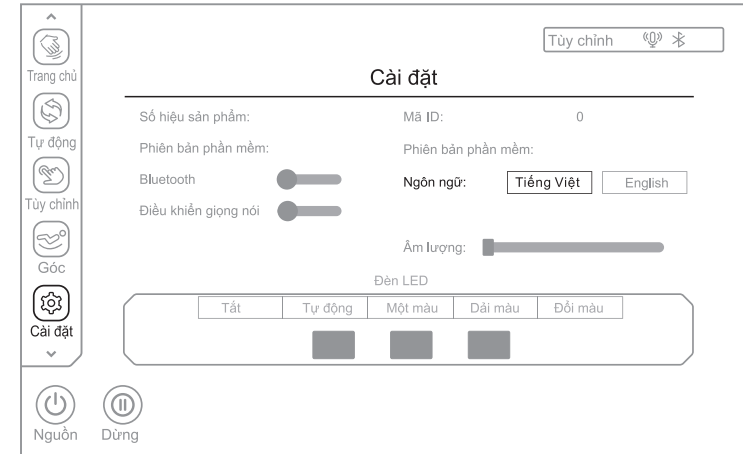 Tùy chỉnh
Trang chủ
Cài đặt
Số hiệu sản phẩm:
Mã ID: 0
Tự động
Phiên bản phần mềm:
Phiên bản phần mềm:
Bluetooth
Ngôn ngữ: Tiếng Việt English
Tùy chỉnh
Điều khiển giọng nói
Âm lượng:
Góc
Đèn LED
Tắt Tự động Một màu Dải màu Đổi màu
Cài đặt
Nguồn Dừng